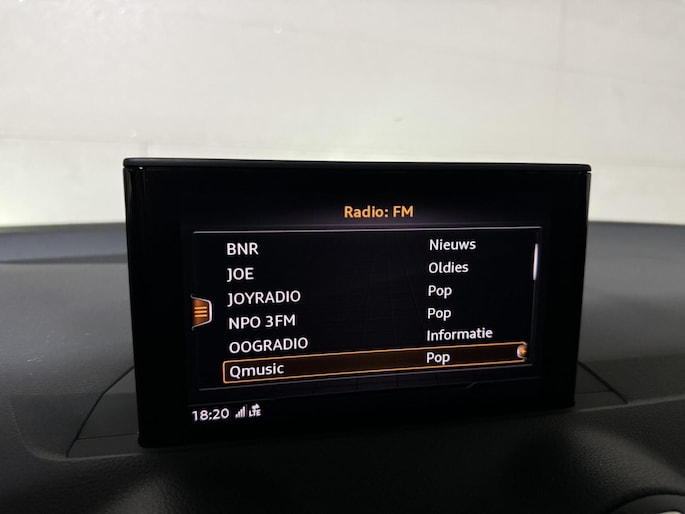 Radio: FM
BNR Nieuws
JOE Oldies
JOYRADIO Pop
NPO 3FM Pop
OOGRADIO Informatie
Qmusic Pop
18:20 LTE